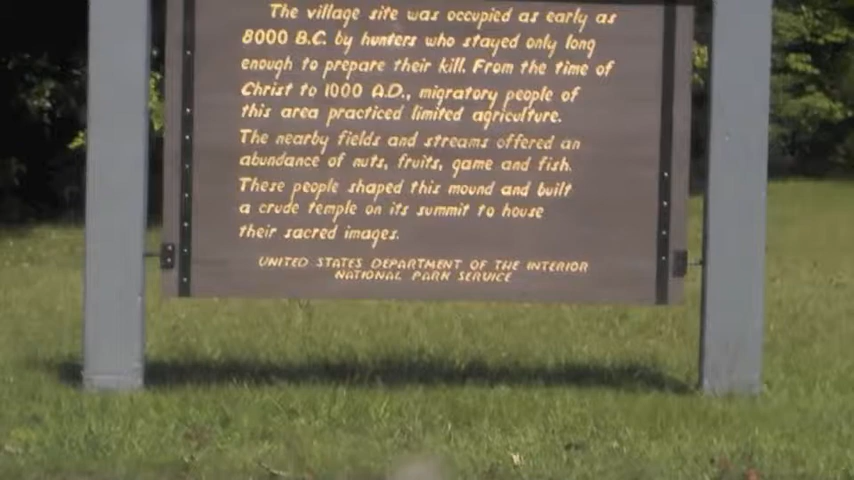 The village site was occupied as early as
8000 B.C. by hunters who stayed only long
enough to prepare their kill. From the time of
Christ to 1000 A.D., migratory people of
this area practiced limited agriculture.
The nearby fields and streams offered an
abundance of nuts, fruits, game and fish.
These people shaped this mound and built
a crude temple on its summit to house
their sacred images.
UNITED STATES DEPARTMENT OF THE INTERIOR
NATIONAL PARK SERVICE